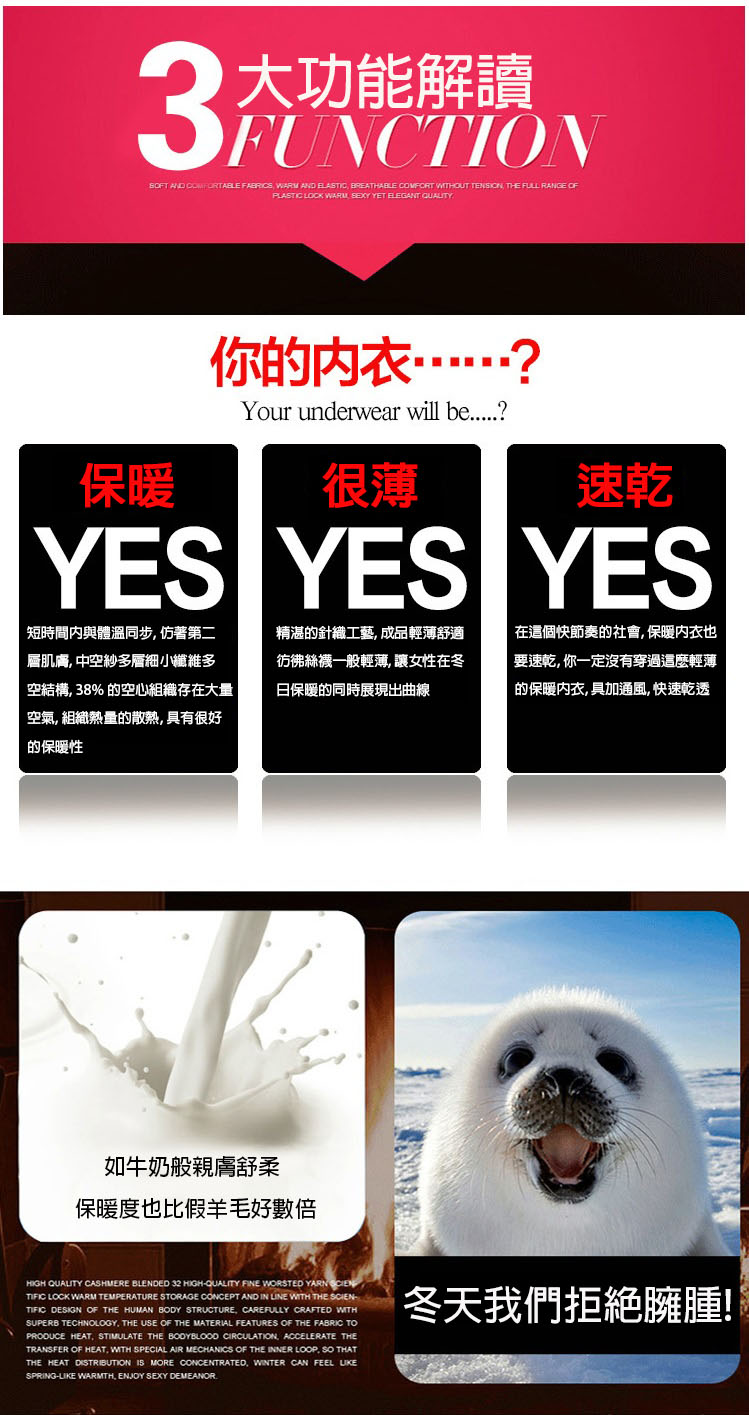 3大功能解讀
FUNCTION
SOFT AND COMFORTABLE FABRICS, WARM AND ELASTIC, BREATHABLE COMFORT WITHOUT TENSION, THE FULL RANGE OF
PLASTIC LOCK WARM, SEXY YET ELEGANT QUALITY.
你的内衣……?
Your underwear will be.....?
保暖
YES
短時間内與體溫同步, 仿著第二
層肌膚, 中空紗多層細小纖維多
空結構, 38% 的空心組織存在大量
空氣, 組織熱量的散熱, 具有很好
的保暖性
很薄
YES
精湛的針織工藝, 成品輕薄舒適
彷彿絲襪一般輕薄, 讓女性在冬
日保暖的同時展現出曲線
速乾
YES
在這個快節奏的社會, 保暖内衣也
要速乾, 你一定沒有穿過這麼輕薄
的保暖内衣, 具加通風, 快速乾透
如牛奶般親膚舒柔
保暖度也比假羊毛好數倍
HIGH QUALITY CASHMERE BLENDED 32 HIGH-QUALITY FINE WORSTED YARN SCIEN-
TIFIC LOCK WARM TEMPERATURE STORAGE CONCEPT AND IN LINE WITH THE SCIEN-
TIFIC DESIGN OF THE HUMAN BODY STRUCTURE, CAREFULLY CRAFTED WITH
SUPERB TECHNOLOGY, THE USE OF THE MATERIAL FEATURES OF THE FABRIC TO
PRODUCE HEAT, STIMULATE THE BODYBLOOD CIRCULATION, ACCELERATE THE
TRANSFER OF HEAT, WITH SPECIAL AIR MECHANICS OF THE INNER LOOP, SO THAT
THE HEAT DISTRIBUTION IS MORE CONCENTRATED, WINTER CAN FEEL LIKE
SPRING-LIKE WARMTH, ENJOY SEXY DEMEANOR.
冬天我們拒絕臃腫!